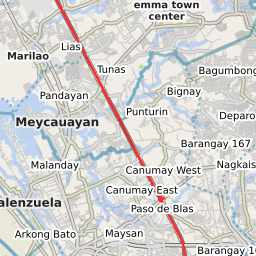 emma town
center
Lias
Marilao
Tunas
Bagumbong
Bignay
Pandayan
Punturin
Deparo
Meycauayan
Barangay 167
Malanday
Nagkais
Canumay West
Canumay East
alenzuela
Paso de Blas
Arkong Bato
Maysan
Barangay 1